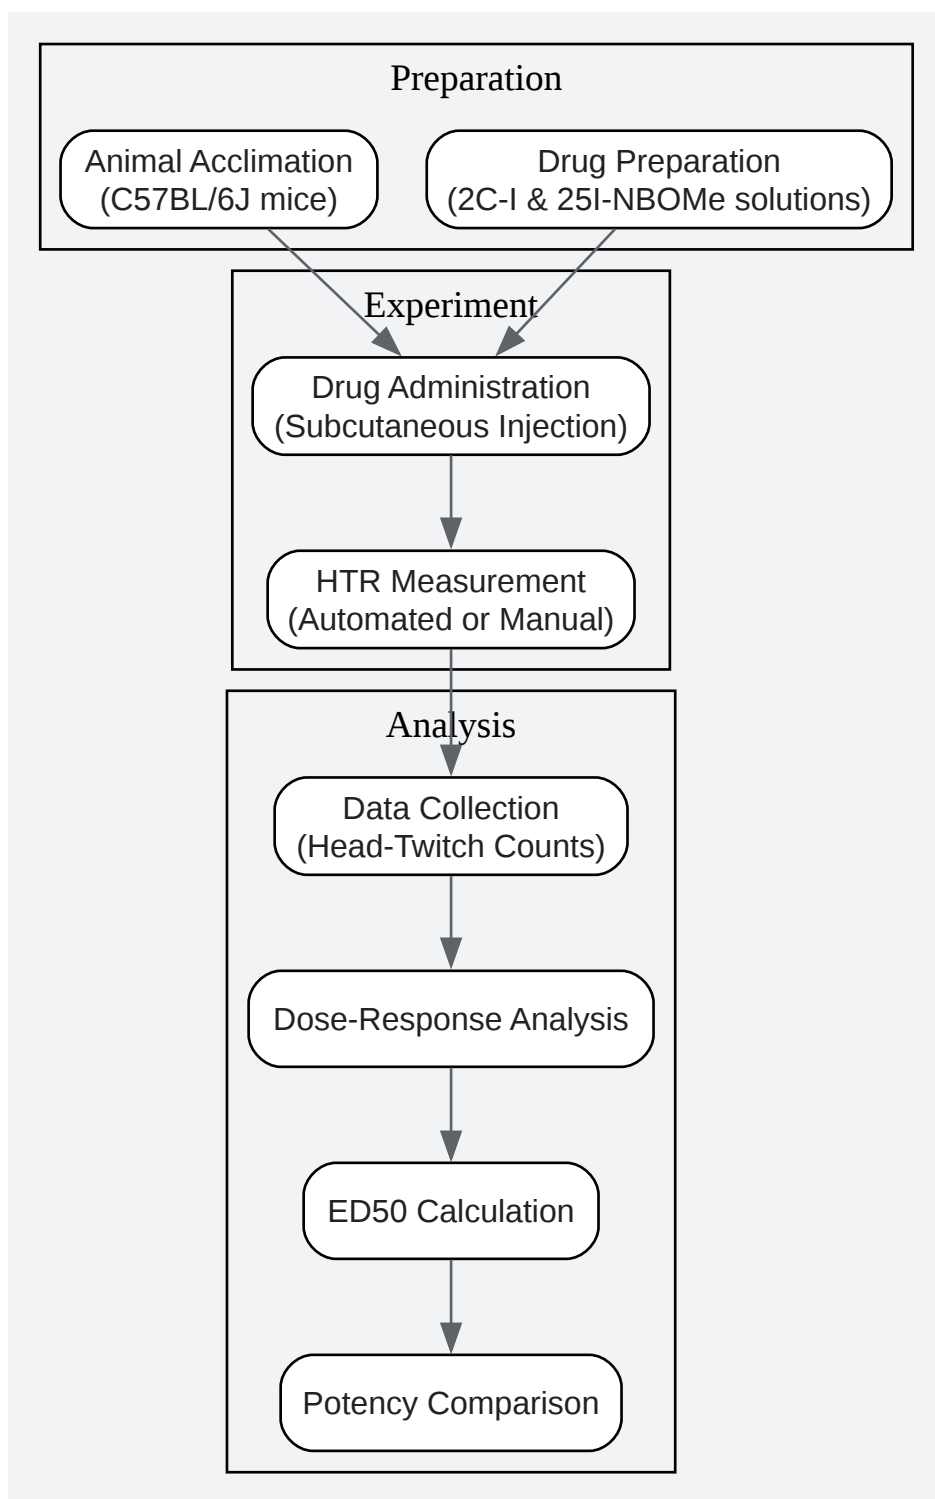 Preparation
Animal Acclimation
(C57BL/6J mice)
Drug Preparation
(2C-I & 25I-NBOMe solutions)
Experiment
Drug Administration
(Subcutaneous Injection)
HTR Measurement
(Automated or Manual)
Analysis
Data Collection
(Head-Twitch Counts)
Dose-Response Analysis
ED50 Calculation
Potency Comparison